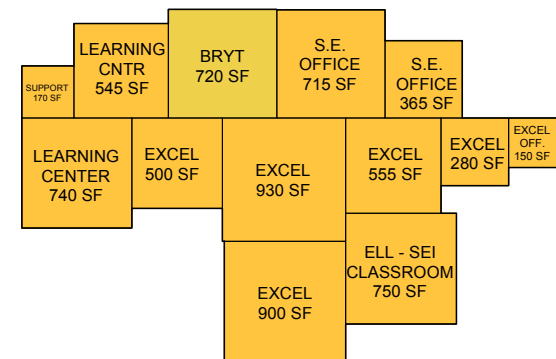 SUPPORT
170 SF
LEARNING
CNTR
545 SF
BRYT
720 SF
S.E.
OFFICE
715 SF
S.E.
OFFICE
365 SF
LEARNING
CENTER
740 SF
EXCEL
500 SF
EXCEL
930 SF
EXCEL
555 SF
EXCEL
280 SF
EXCEL
OFF.
150 SF
EXCEL
900 SF
ELL - SEI
CLASSROOM
750 SF